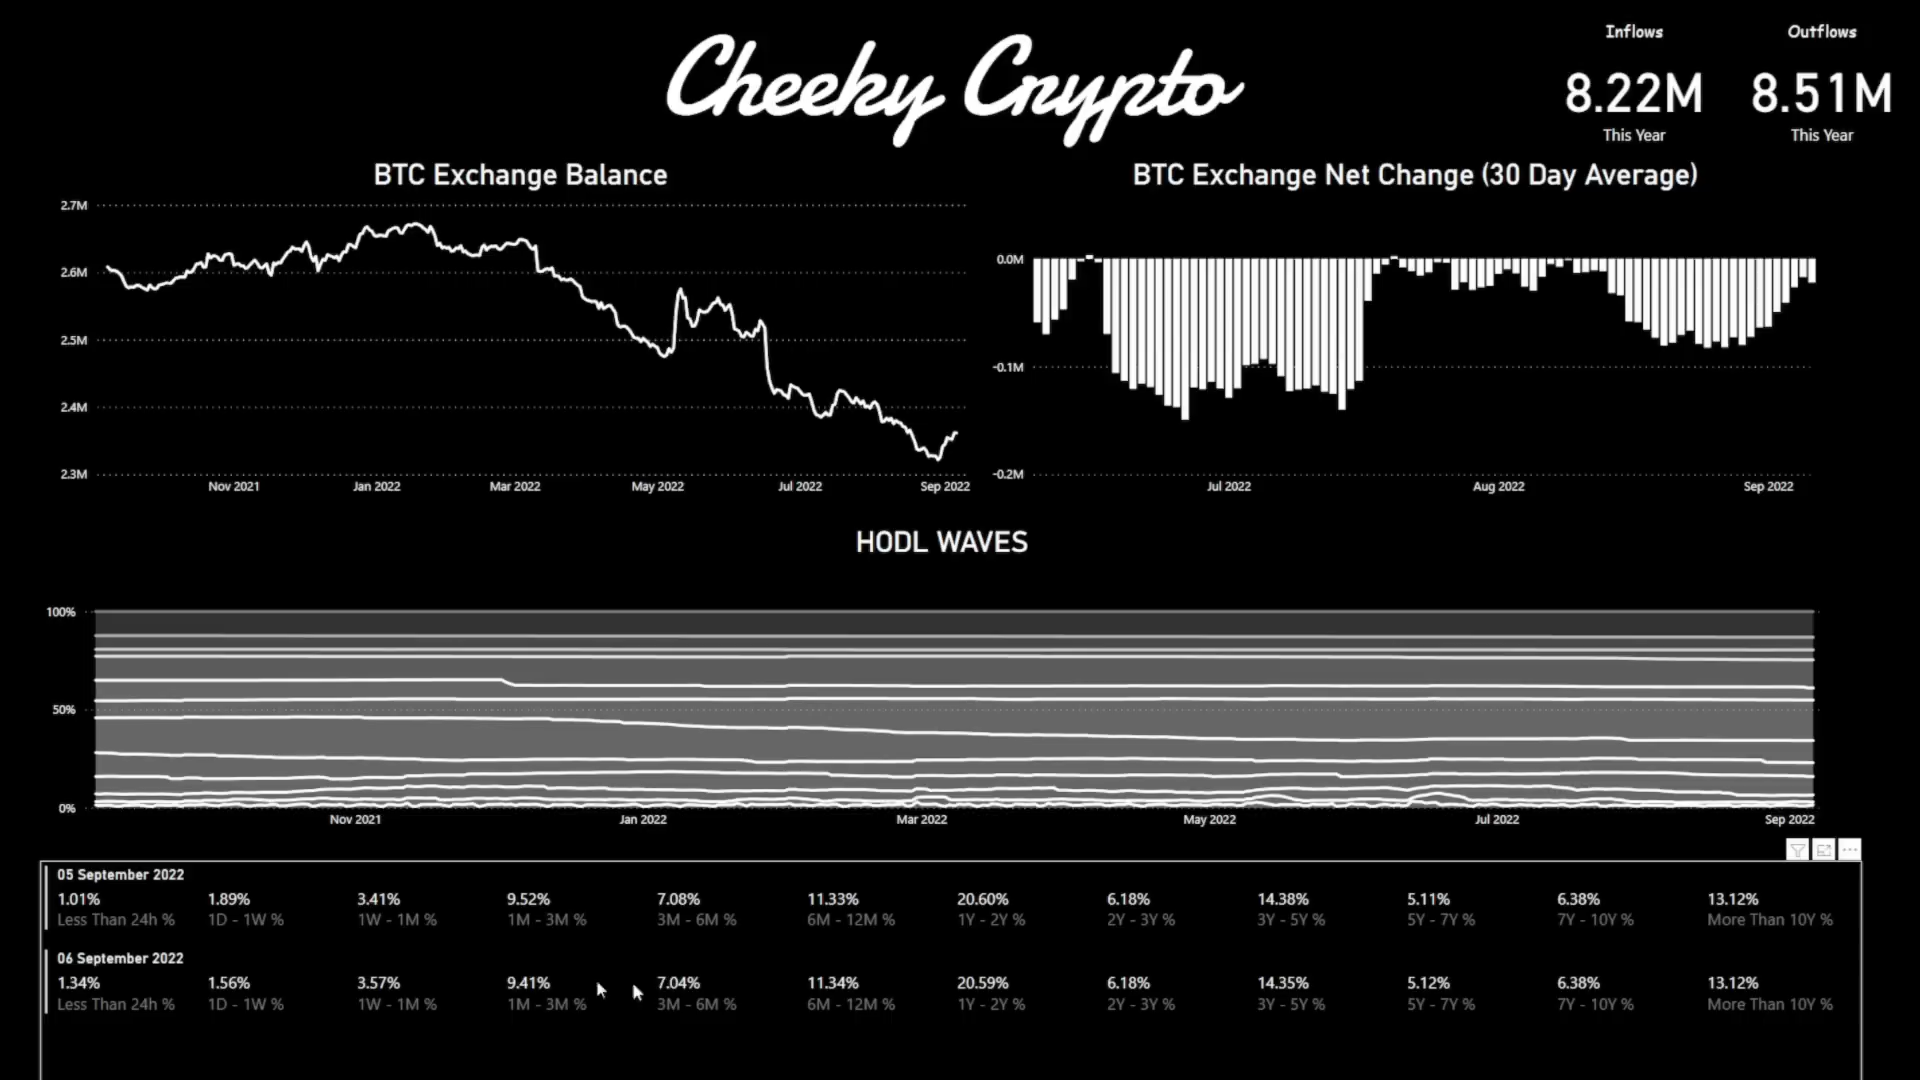 Cheeky Crypto
Inflows
8.22M
This Year
Outflows
8.51M
This Year
BTC Exchange Balance
2.7M
2.6M
2.5M
2.4M
2.3M
Nov 2021 Jan 2022 Mar 2022 May 2022 Jul 2022 Sep 2022
BTC Exchange Net Change (30 Day Average)
0.0M
-0.1M
-0.2M
Jul 2022 Aug 2022 Sep 2022
HODL WAVES
100%
50%
0%
Nov 2021 Jan 2022 Mar 2022 May 2022 Jul 2022 Sep 2022
05 September 2022
1.01% 1.89% 3.41% 9.52% 7.08% 11.33% 20.60% 6.18% 14.38% 5.11% 6.38% 13.12%
Less Than 24h % 1D - 1W % 1W - 1M % 1M - 3M % 3M - 6M % 6M - 12M % 1Y - 2Y % 2Y - 3Y % 3Y - 5Y % 5Y - 7Y % 7Y - 10Y % More Than 10Y %
06 September 2022
1.34% 1.56% 3.57% 9.41% 7.04% 11.34% 20.59% 6.18% 14.35% 5.12% 6.38% 13.12%
Less Than 24h % 1D - 1W % 1W - 1M % 1M - 3M % 3M - 6M % 6M - 12M % 1Y - 2Y % 2Y - 3Y % 3Y - 5Y % 5Y - 7Y % 7Y - 10Y % More Than 10Y %